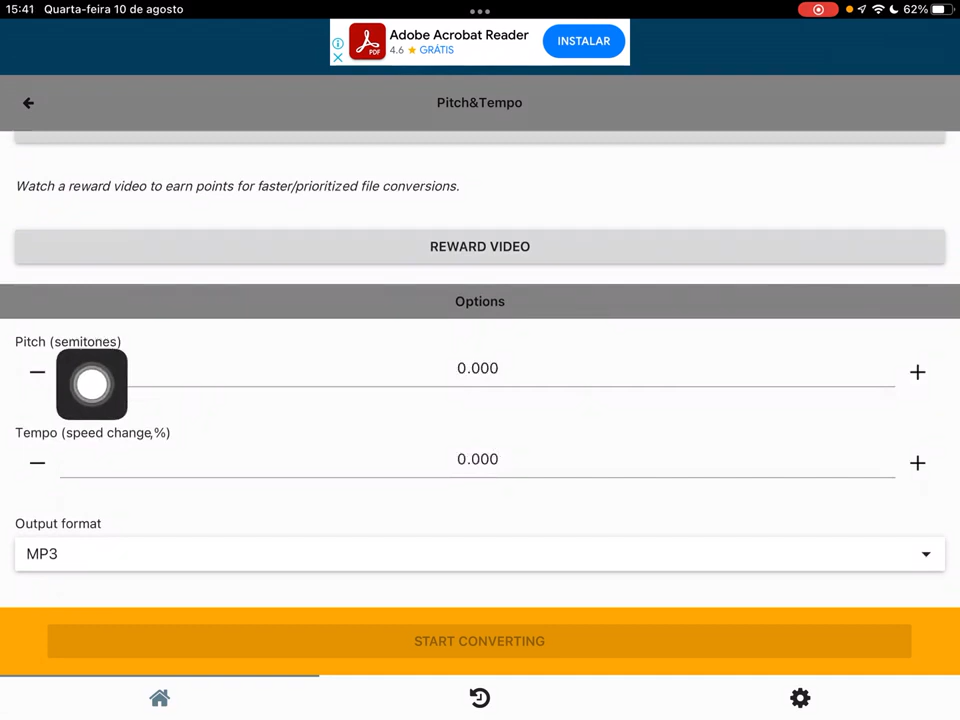 15:41 Quarta-feira 10 de agosto 62%
Adobe Acrobat Reader
4.6 ★ GRÁTIS
INSTALAR
PDF
Pitch&Tempo
Watch a reward video to earn points for faster/prioritized file conversions.
REWARD VIDEO
Options
Pitch (semitones)
0.000
Tempo (speed change,%)
0.000
Output format
MP3
START CONVERTING